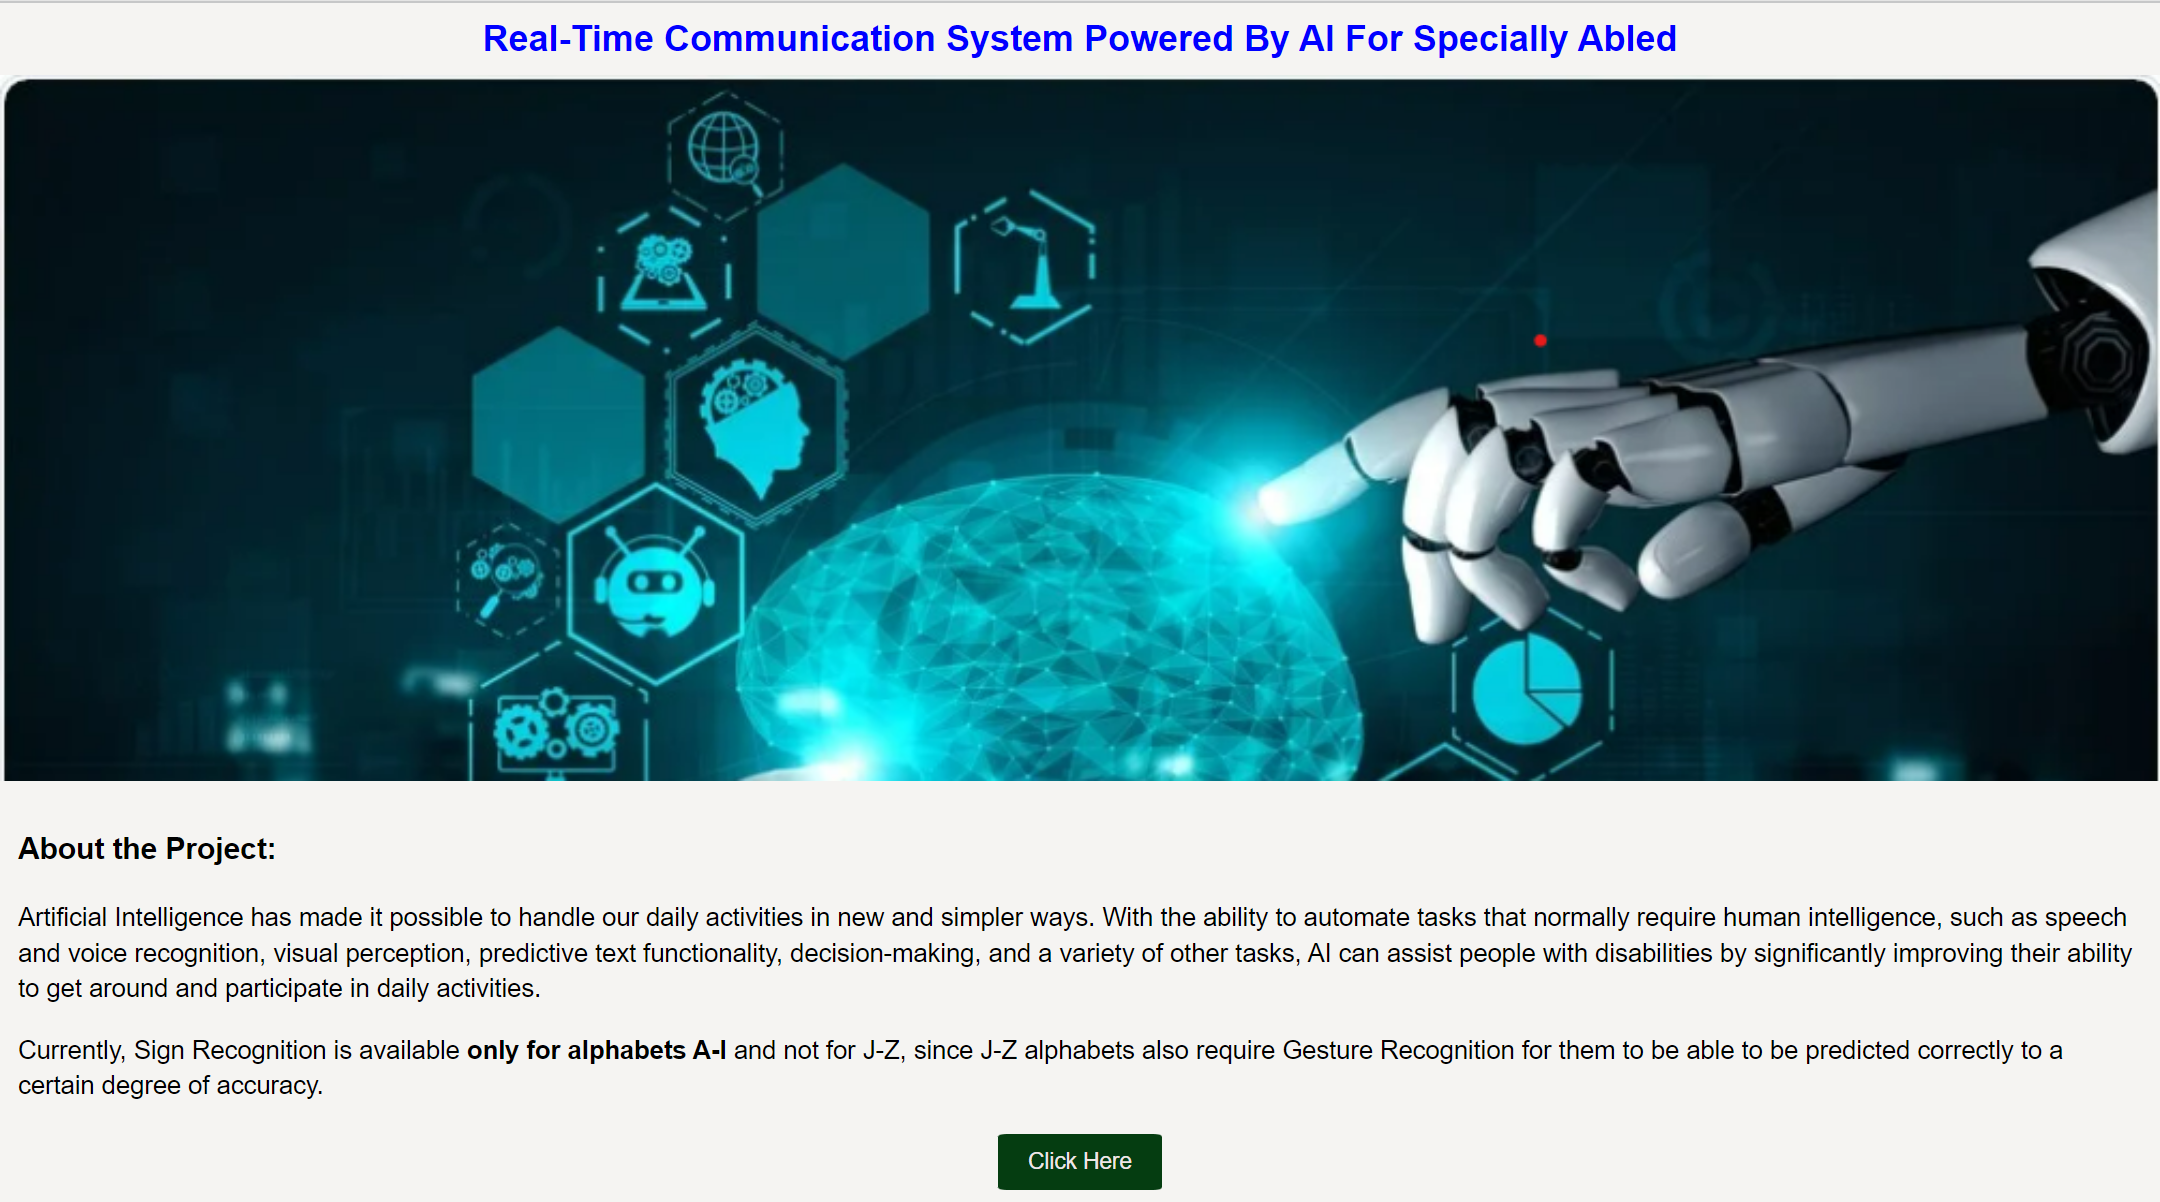 Real-Time Communication System Powered By AI For Specially Abled
About the Project:
Artificial Intelligence has made it possible to handle our daily activities in new and simpler ways. With the ability to automate tasks that normally require human intelligence, such as speech
and voice recognition, visual perception, predictive text functionality, decision-making, and a variety of other tasks, AI can assist people with disabilities by significantly improving their ability
to get around and participate in daily activities.
Currently, Sign Recognition is available only for alphabets A-I and not for J-Z, since J-Z alphabets also require Gesture Recognition for them to be able to be predicted correctly to a
certain degree of accuracy.
Click Here